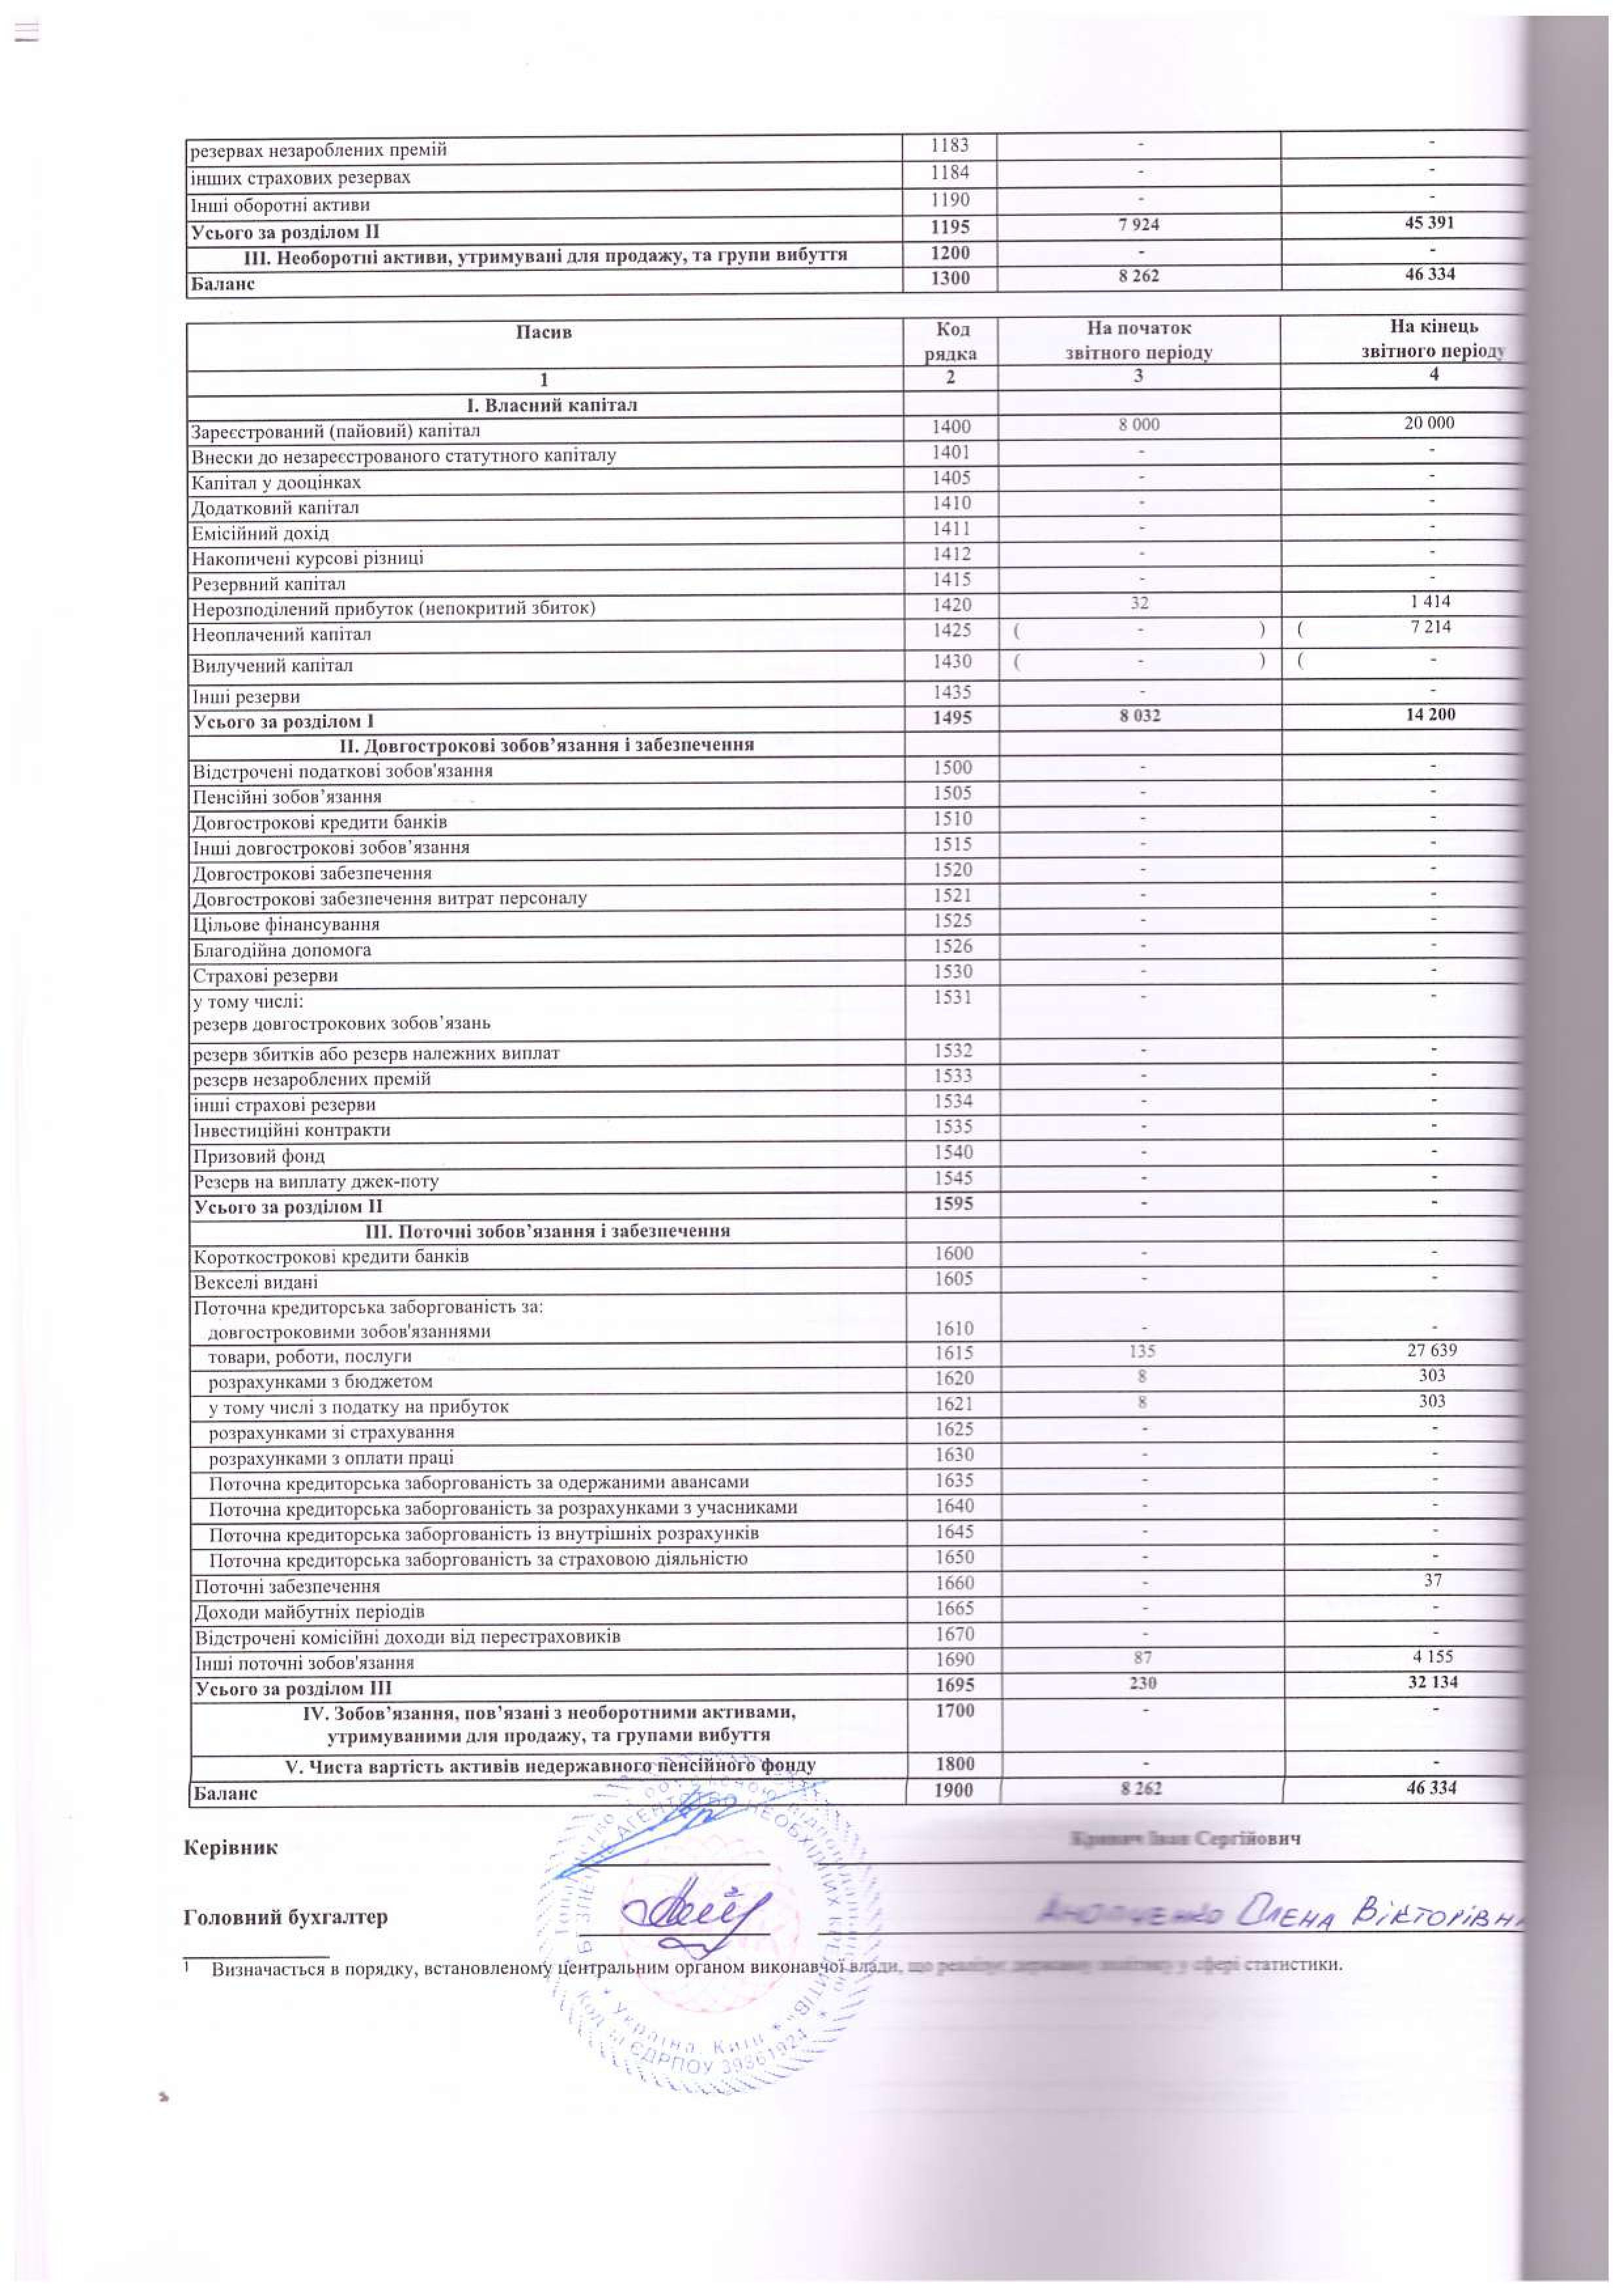 резервах незароблених премій 1183 - -
інших страхових резервах 1184 - -
Інші оборотні активи 1190 - -
Усього за розділом II 1195 7 924 45 391
III. Необоротні активи, утримувані для продажу, та групи вибуття 1200 - -
Баланс 1300 8 262 46 334
Пасив Код рядка На початок звітного періоду На кінець звітного періоду
1 2 3 4
I. Власний капітал
Зареєстрований (пайовий) капітал 1400 8 000 20 000
Внески до незареєстрованого статутного капіталу 1401 - -
Капітал у дооцінках 1405 - -
Додатковий капітал 1410 - -
Емісійний дохід 1411 - -
Накопичені курсові різниці 1412 - -
Резервний капітал 1415 - -
Нерозподілений прибуток (непокритий збиток) 1420 32 1 414
Неоплачений капітал 1425 ( - ) ( 7 214
Вилучений капітал 1430 ( - ) ( -
Інші резерви 1435 - -
Усього за розділом I 1495 8 032 14 200
II. Довгострокові зобов’язання і забезпечення
Відстрочені податкові зобов'язання 1500 - -
Пенсійні зобов’язання 1505 - -
Довгострокові кредити банків 1510 - -
Інші довгострокові зобов’язання 1515 - -
Довгострокові забезпечення 1520 - -
Довгострокові забезпечення витрат персоналу 1521 - -
Цільове фінансування 1525 - -
Благодійна допомога 1526 - -
Страхові резерви 1530 - -
у тому числі: 1531 - -
резерв довгострокових зобов’язань
резерв збитків або резерв належних виплат 1532 - -
резерв незароблених премій 1533 - -
інші страхові резерви 1534 - -
Інвестиційні контракти 1535 - -
Призовий фонд 1540 - -
Резерв на виплату джек-поту 1545 - -
Усього за розділом II 1595 - -
III. Поточні зобов’язання і забезпечення
Короткострокові кредити банків 1600 - -
Векселі видані 1605 - -
Поточна кредиторська заборгованість за:
довгостроковими зобов'язаннями 1610 - -
товари, роботи, послуги 1615 135 27 639
розрахунками з бюджетом 1620 8 303
у тому числі з податку на прибуток 1621 8 303
розрахунками зі страхування 1625 - -
розрахунками з оплати праці 1630 - -
Поточна кредиторська заборгованість за одержаними авансами 1635 - -
Поточна кредиторська заборгованість за розрахунками з учасниками 1640 - -
Поточна кредиторська заборгованість із внутрішніх розрахунків 1645 - -
Поточна кредиторська заборгованість за страховою діяльністю 1650 - -
Поточні забезпечення 1660 - 37
Доходи майбутніх періодів 1665 - -
Відстрочені комісійні доходи від перестраховиків 1670 - -
Інші поточні зобов'язання 1690 87 4 155
Усього за розділом III 1695 230 32 134
IV. Зобов’язання, пов’язані з необоротними активами, 1700 - -
утримуваними для продажу, та групами вибуття
V. Чиста вартість активів недержавного пенсійного фонду 1800 - -
Баланс 1900 8 262 46 334
Керівник Іван Сергійович
Головний бухгалтер Олена Вікторівн
1 Визначається в порядку, встановленому центральним органом виконавчої влади, що реалізує державну політику у сфері статистики.
Україна, Київ
Код ЄДРПОУ 39861924